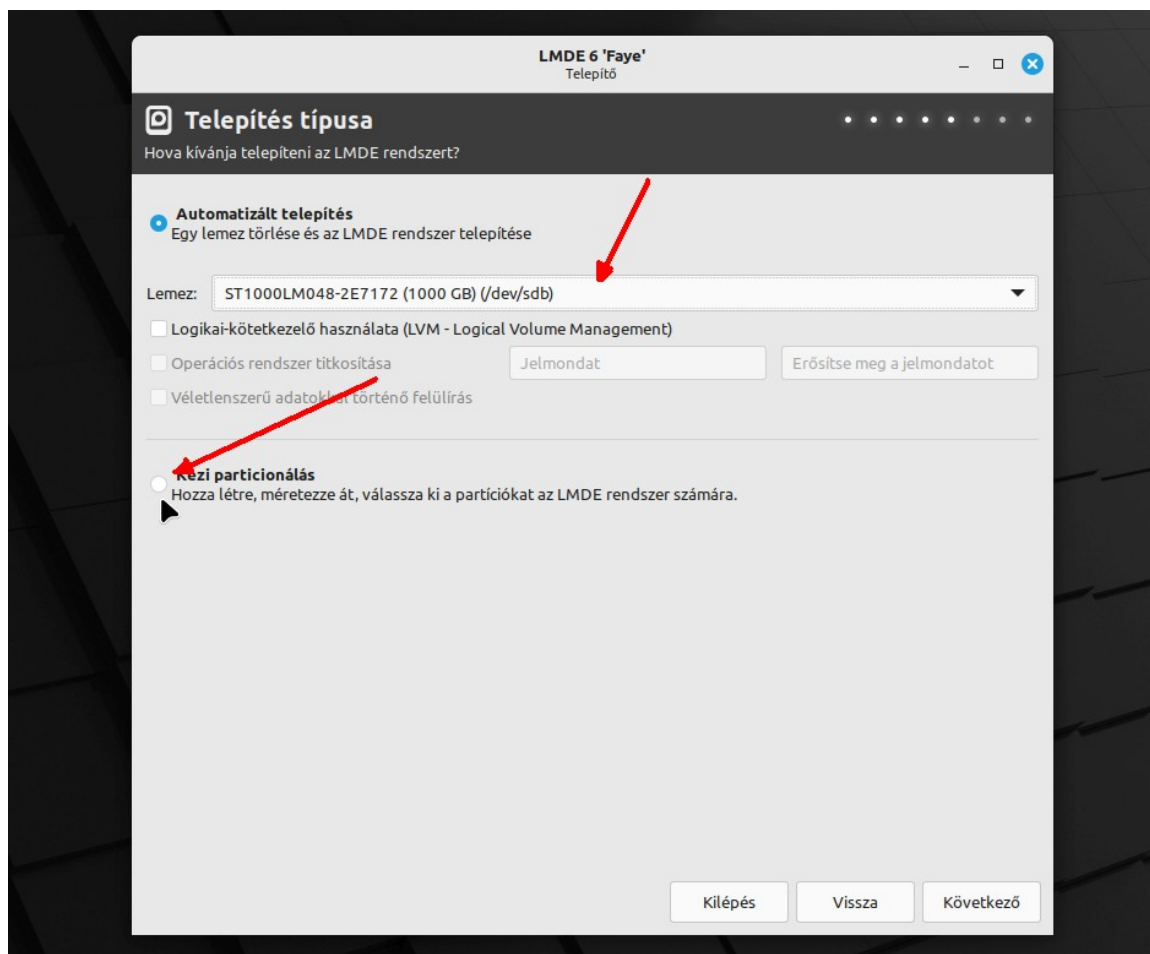 LMDE 6 'Faye'
Telepítő
Telepítés típusa
Hova kívánja telepíteni az LMDE rendszert?
Automatizált telepítés
Egy lemez törlése és az LMDE rendszer telepítése
Lemez: ST1000LM048-2E7172 (1000 GB) (/dev/sdb)
Logikai-kötetkezelő használata (LVM - Logical Volume Management)
Operációs rendszer titkosítása Jelmondat Erősítse meg a jelmondatot
Véletlenszerű adatokkal történő felülírás
Kézi particionálás
Hozza létre, méretezze át, válassza ki a partíciókat az LMDE rendszer számára.
Kilépés Vissza Következő